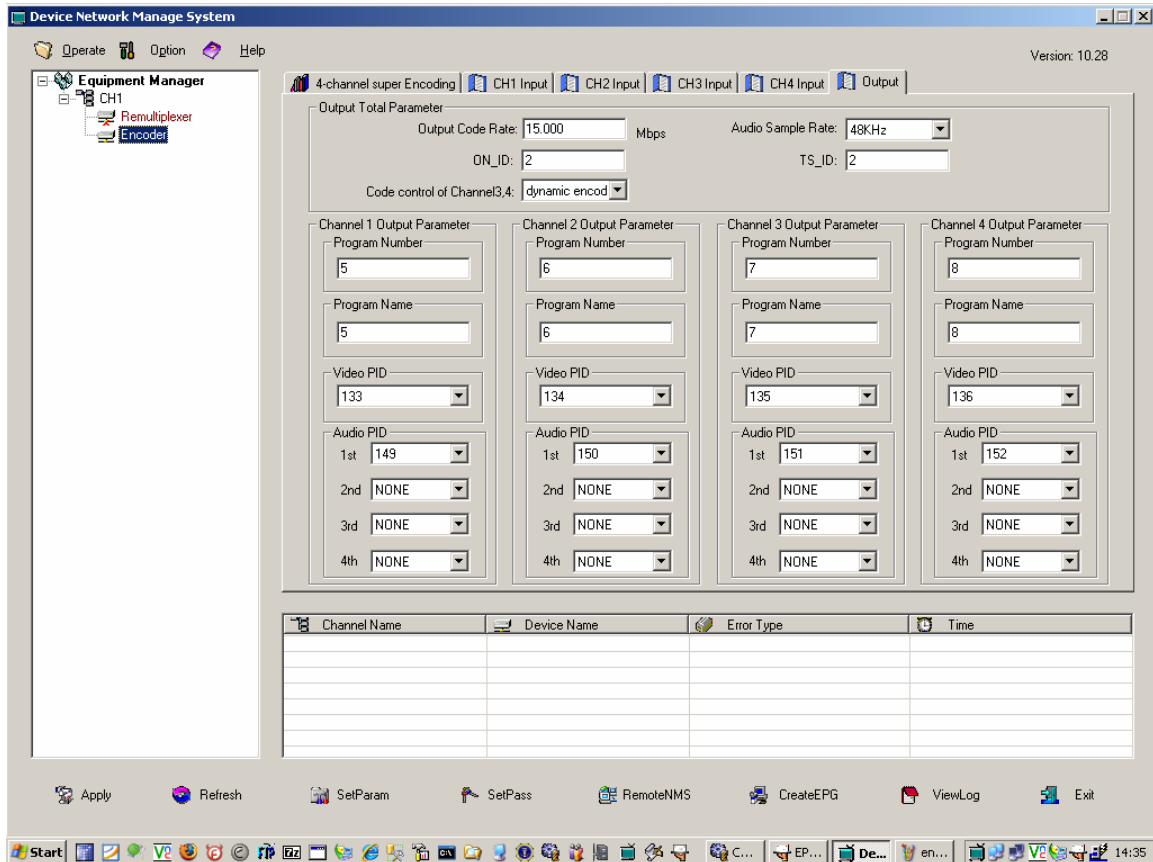 Device Network Manage System
Operate Option Help
Version: 10.28
Equipment Manager
CH1
Remultiplexer
Encoder
4-channel super Encoding CH1 Input CH2 Input CH3 Input CH4 Input Output
Output Total Parameter
Output Code Rate: 15.000 Mbps Audio Sample Rate: 48KHz
ON_ID: 2 TS_ID: 2
Code control of Channel3,4: dynamic encod
Channel 1 Output Parameter Channel 2 Output Parameter Channel 3 Output Parameter Channel 4 Output Parameter
Program Number Program Number Program Number Program Number
5 6 7 8
Program Name Program Name Program Name Program Name
5 6 7 8
Video PID Video PID Video PID Video PID
133 134 135 136
Audio PID Audio PID Audio PID Audio PID
1st 149 1st 150 1st 151 1st 152
2nd NONE 2nd NONE 2nd NONE 2nd NONE
3rd NONE 3rd NONE 3rd NONE 3rd NONE
4th NONE 4th NONE 4th NONE 4th NONE
Channel Name Device Name Error Type Time
Apply Refresh SetParam SetPass RemoteNMS CreateEPG ViewLog Exit
Start C... EP... De... en... 14:35